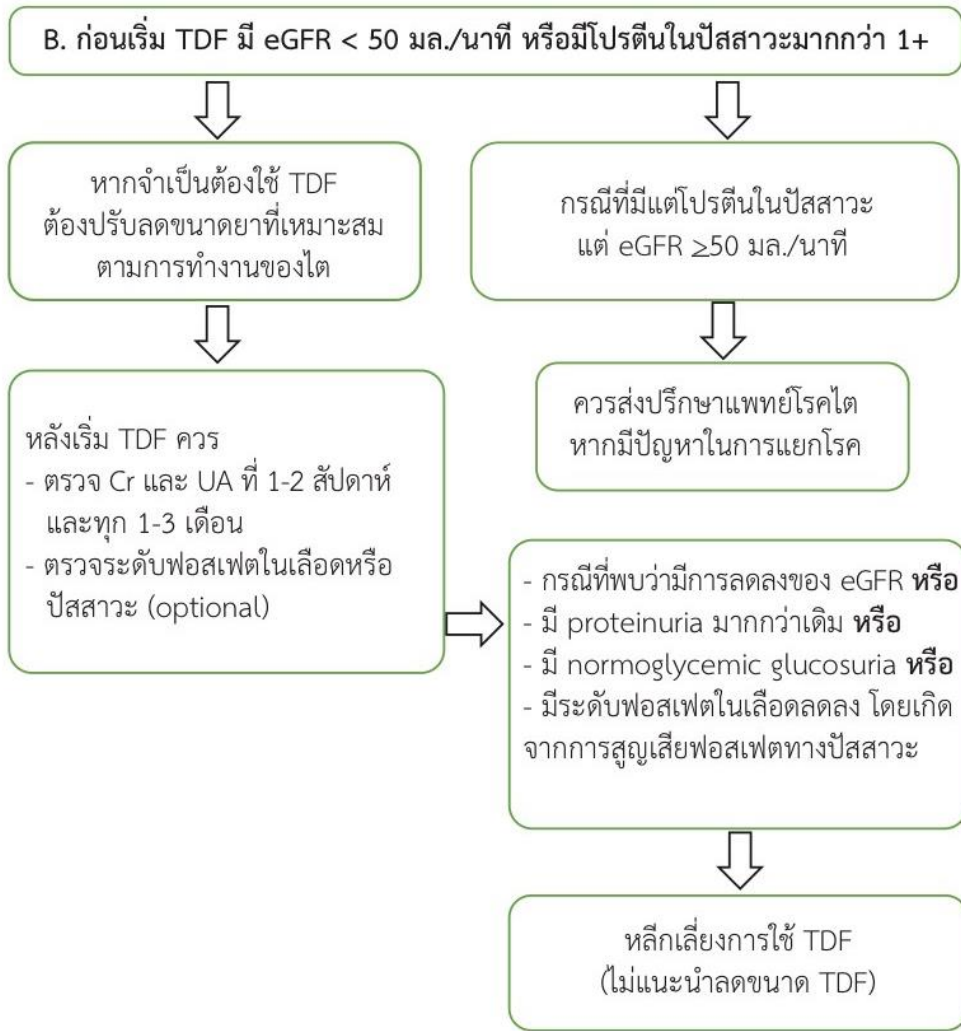 B. ก่อนเริ่ม TDF มี eGFR < 50 มล./นาที หรือมีโปรตีนในปัสสาวะมากกว่า 1+
หากจำเป็นต้องใช้ TDF
ต้องปรับลดขนาดยาที่เหมาะสม
ตามการทำงานของไต
กรณีที่มีแต่โปรตีนในปัสสาวะ
แต่ eGFR ≥50 มล./นาที
หลังเริ่ม TDF ควร
- ตรวจ Cr และ UA ที่ 1-2 สัปดาห์
และทุก 1-3 เดือน
- ตรวจระดับฟอสเฟตในเลือดหรือ
ปัสสาวะ (optional)
ควรส่งปรึกษาแพทย์โรคไต
หากมีปัญหาในการแยกโรค
- กรณีที่พบว่ามีการลดลงของ eGFR หรือ
- มี proteinuria มากกว่าเดิม หรือ
- มี normoglycemic glucosuria หรือ
- มีระดับฟอสเฟตในเลือดลดลง โดยเกิด
จากการสูญเสียฟอสเฟตทางปัสสาวะ
หลีกเลี่ยงการใช้ TDF
(ไม่แนะนำลดขนาด TDF)